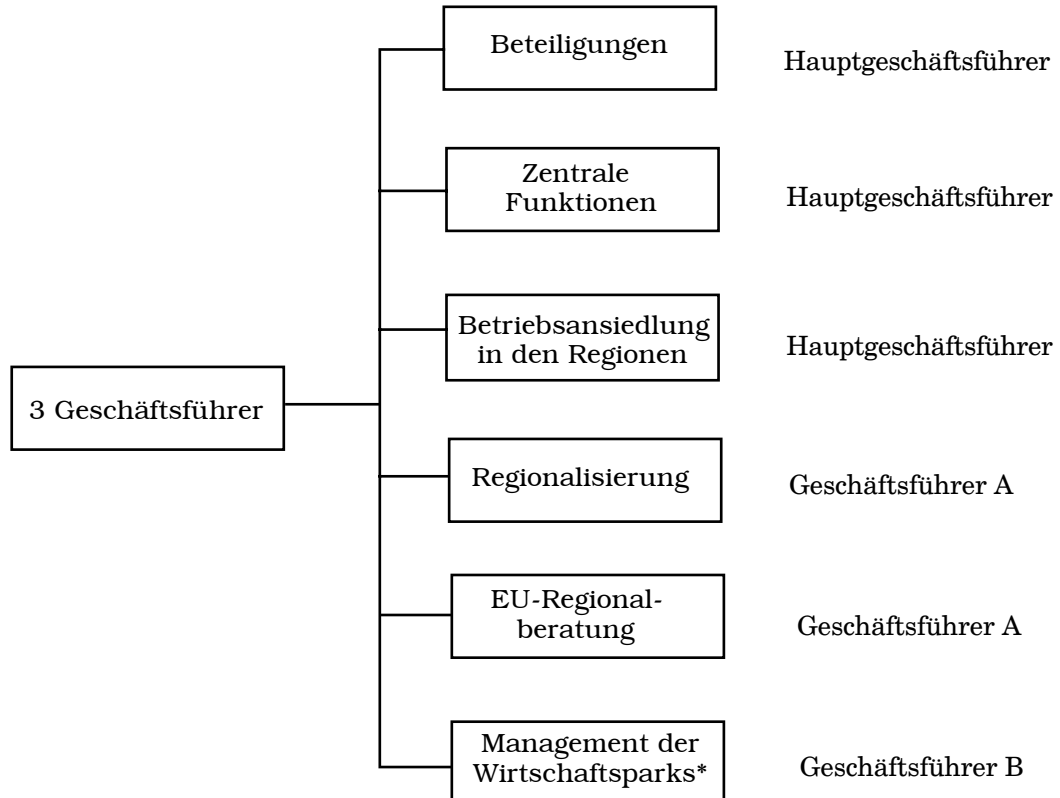 Beteiligungen
Hauptgeschäftsführer
Zentrale
Funktionen
Hauptgeschäftsführer
Betriebsansiedlung
in den Regionen
Hauptgeschäftsführer
3 Geschäftsführer
Regionalisierung
Geschäftsführer A
EU-Regional-
beratung
Geschäftsführer A
Management der
Wirtschaftsparks*
Geschäftsführer B